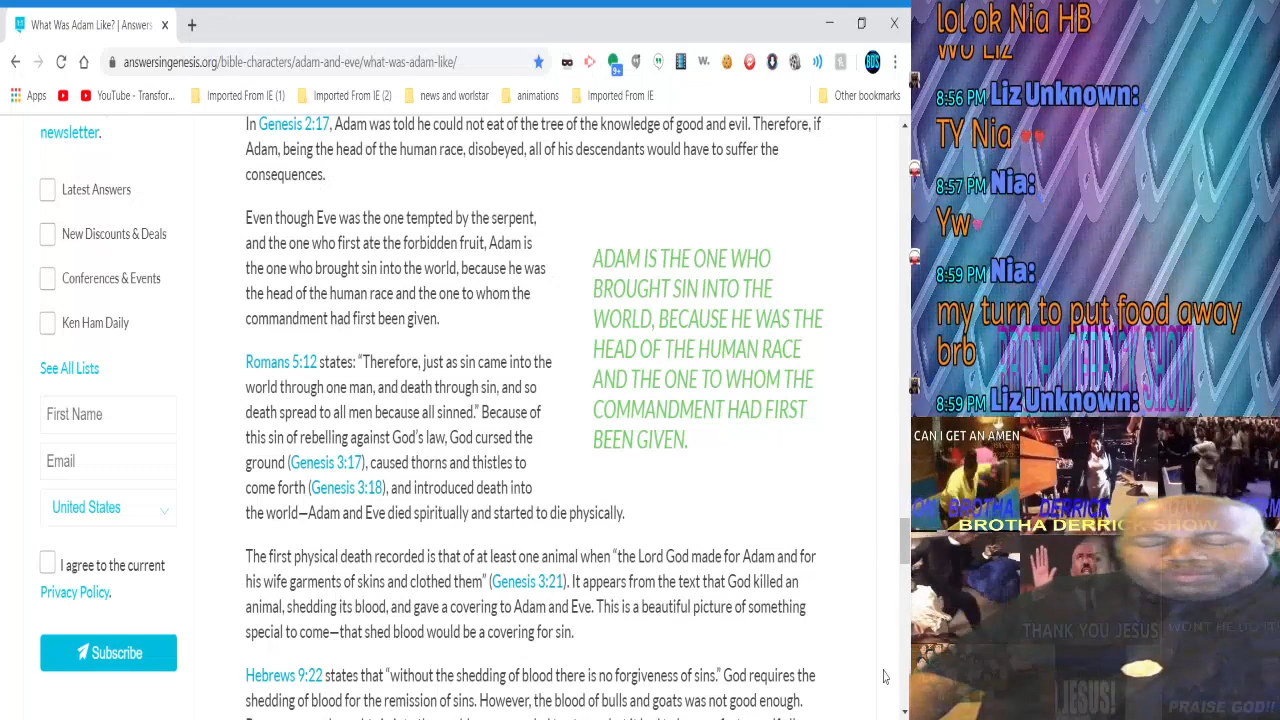 What Was Adam Like? | Answers
answersingenesis.org/bible-characters/adam-and-eve/what-was-adam-like/
9+
BDS
Apps
YouTube - Transfor...
Imported From IE (1)
Imported From IE (2)
news and worlstar
animations
Imported From IE
Other bookmarks
newsletter.
Latest Answers
New Discounts & Deals
Conferences & Events
Ken Ham Daily
See All Lists
First Name
Email
United States
I agree to the current
Privacy Policy.
Subscribe
In Genesis 2:17, Adam was told he could not eat of the tree of the knowledge of good and evil. Therefore, if
Adam, being the head of the human race, disobeyed, all of his descendants would have to suffer the
consequences.
Even though Eve was the one tempted by the serpent,
and the one who first ate the forbidden fruit, Adam is
the one who brought sin into the world, because he was
the head of the human race and the one to whom the
commandment had first been given.
ADAM IS THE ONE WHO
BROUGHT SIN INTO THE
WORLD, BECAUSE HE WAS THE
HEAD OF THE HUMAN RACE
AND THE ONE TO WHOM THE
COMMANDMENT HAD FIRST
BEEN GIVEN.
Romans 5:12 states: “Therefore, just as sin came into the
world through one man, and death through sin, and so
death spread to all men because all sinned.” Because of
this sin of rebelling against God’s law, God cursed the
ground (Genesis 3:17), caused thorns and thistles to
come forth (Genesis 3:18), and introduced death into
the world—Adam and Eve died spiritually and started to die physically.
The first physical death recorded is that of at least one animal when “the Lord God made for Adam and for
his wife garments of skins and clothed them” (Genesis 3:21). It appears from the text that God killed an
animal, shedding its blood, and gave a covering to Adam and Eve. This is a beautiful picture of something
special to come—that shed blood would be a covering for sin.
Hebrews 9:22 states that “without the shedding of blood there is no forgiveness of sins.” God requires the
shedding of blood for the remission of sins. However, the blood of bulls and goats was not good enough.
lol ok Nia HB
WU LIZ
8:56 PM Liz Unknown:
TY Nia
8:57 PM Nia:
Yw
8:59 PM Nia:
my turn to put food away
brb
BROTHA DERRICK SHOW
8:59 PM Liz Unknown:
CAN I GET AN AMEN
BROTHA DERRICK
BROTHA DERRICK SHOW
THANK YOU JESUS
WONT HE DO IT
JESUS!
PRAISE GOD!!